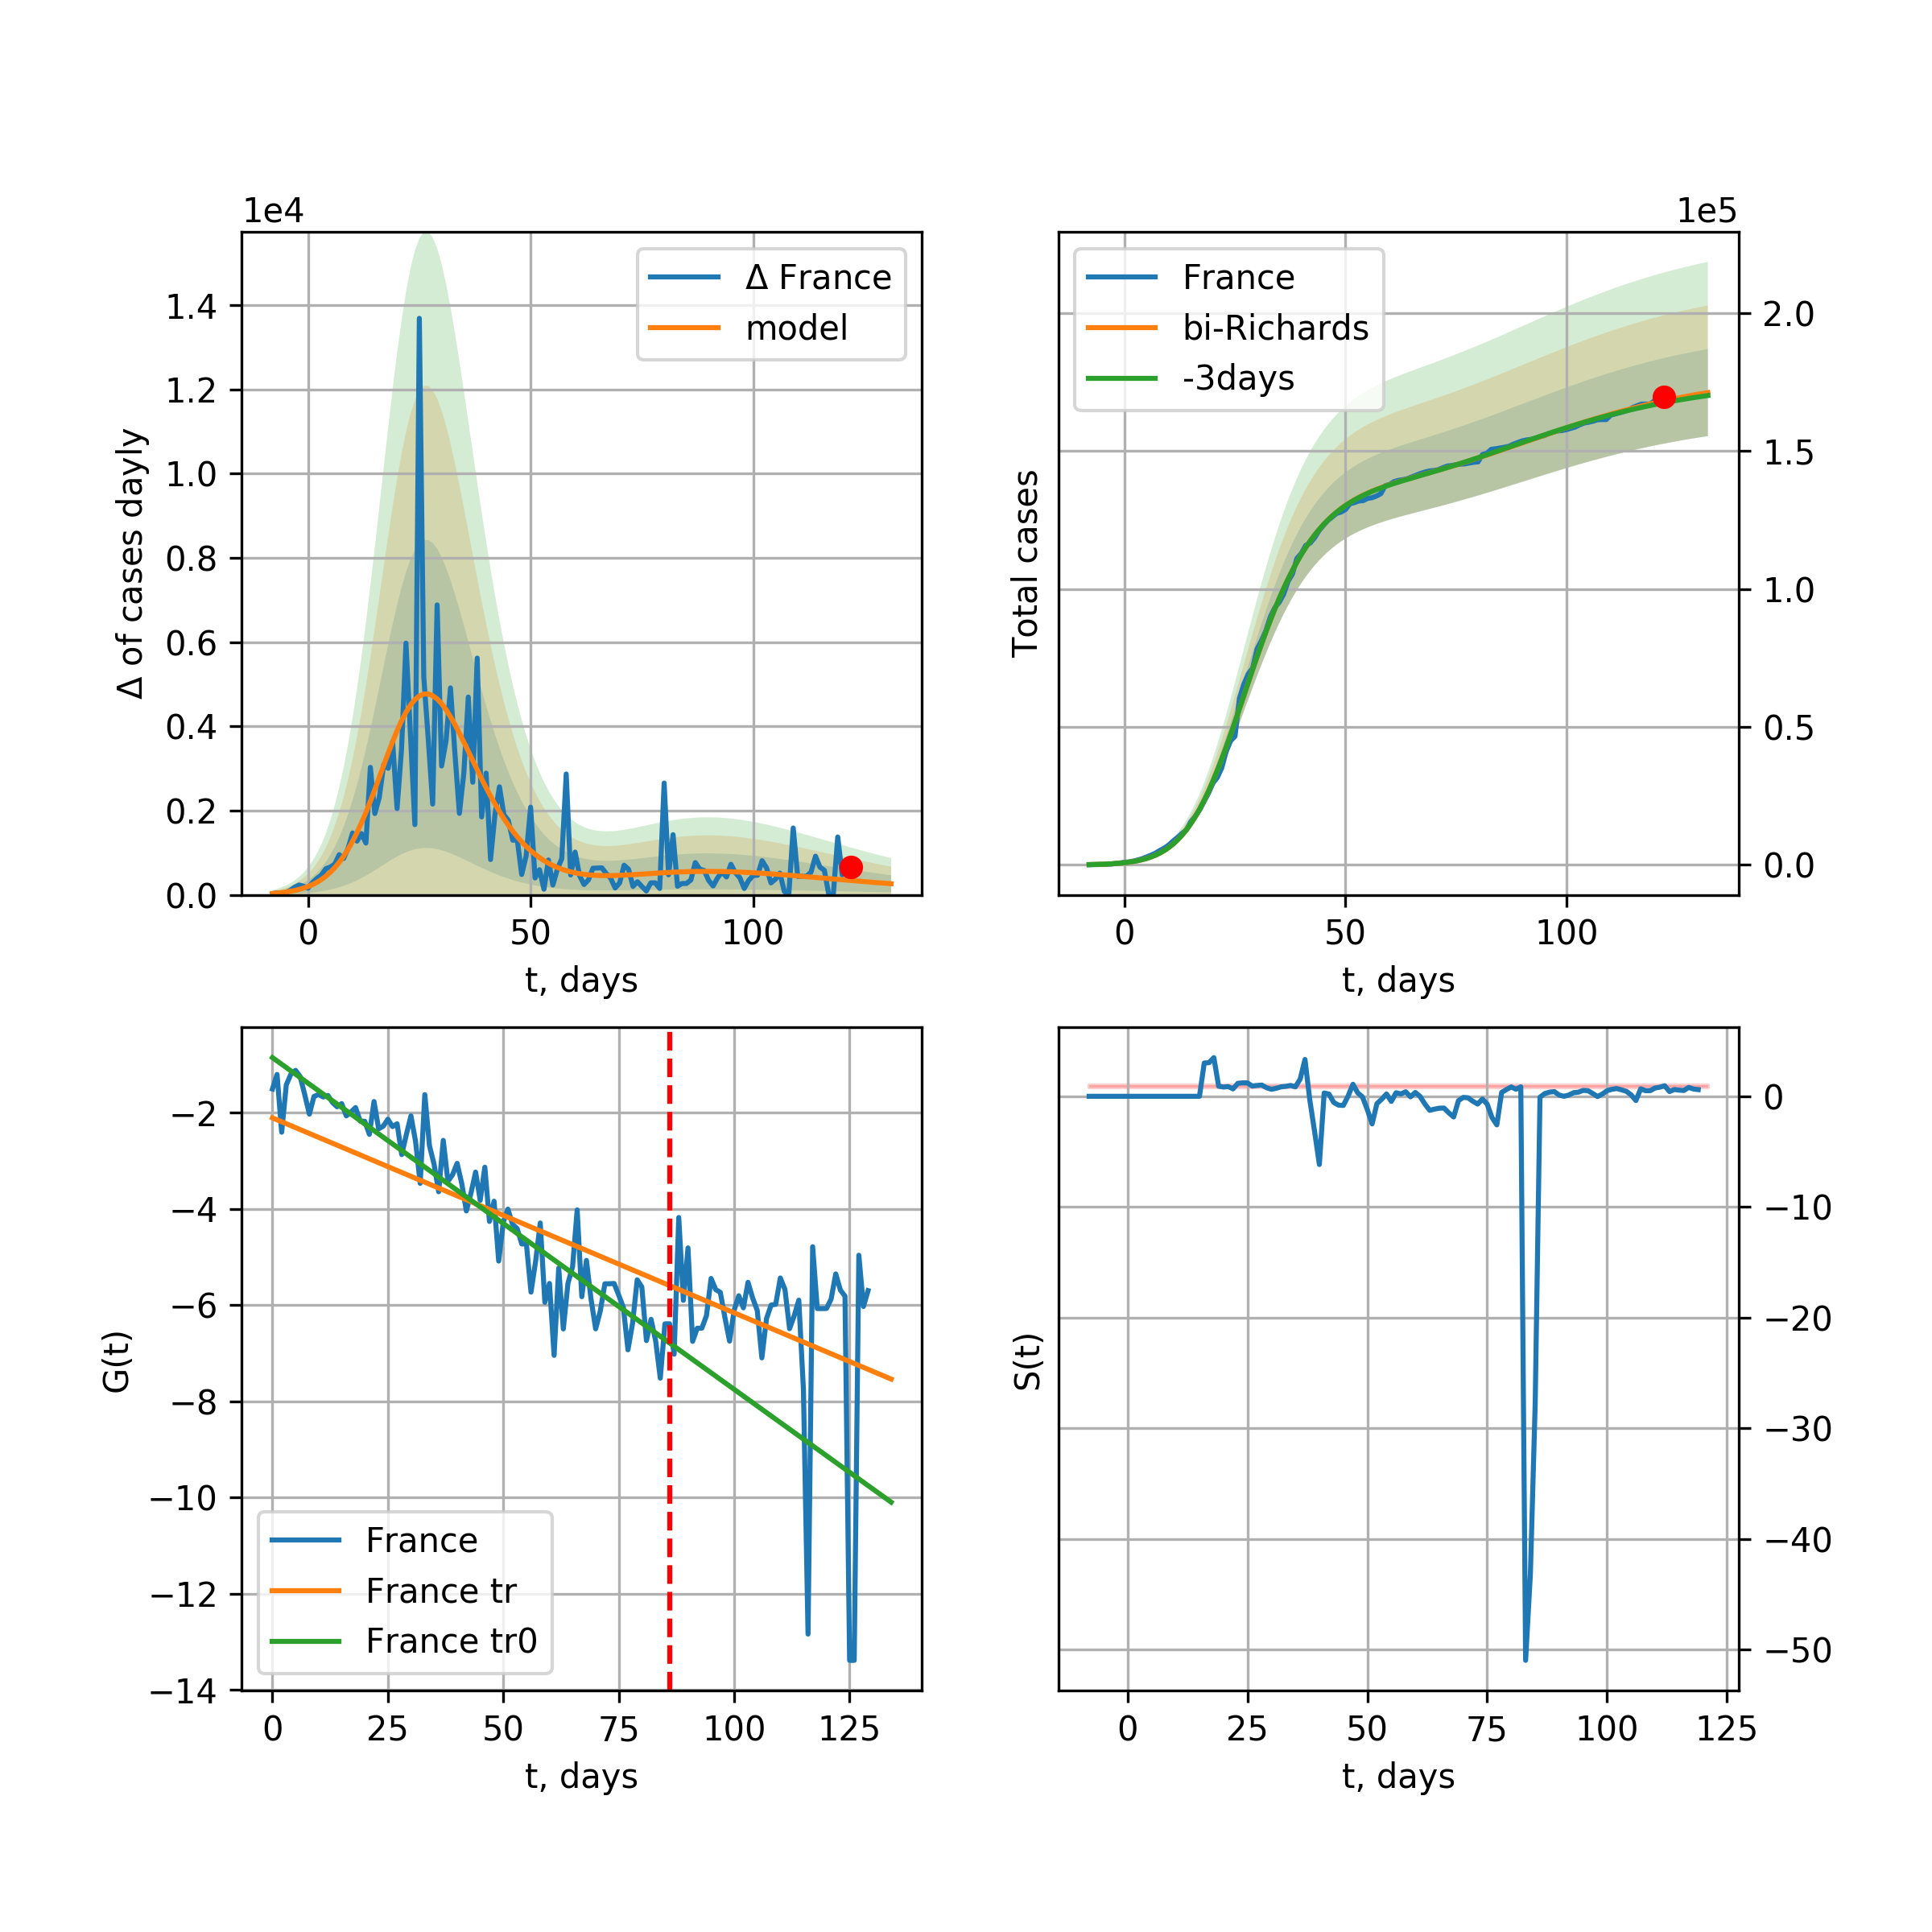 1e4
Δ France
model
1.4
1.2
1.0
0.8
0.6
0.4
0.2
0.0
Δ of cases dayly
0 50 100
t, days
1e5
France
bi-Richards
-3days
2.0
1.5
1.0
0.5
0.0
Total cases
0 50 100
t, days
−2
−4
−6
−8
−10
−12
−14
G(t)
France
France tr
France tr0
0 25 50 75 100 125
t, days
0
−10
−20
−30
−40
−50
S(t)
0 25 50 75 100 125
t, days